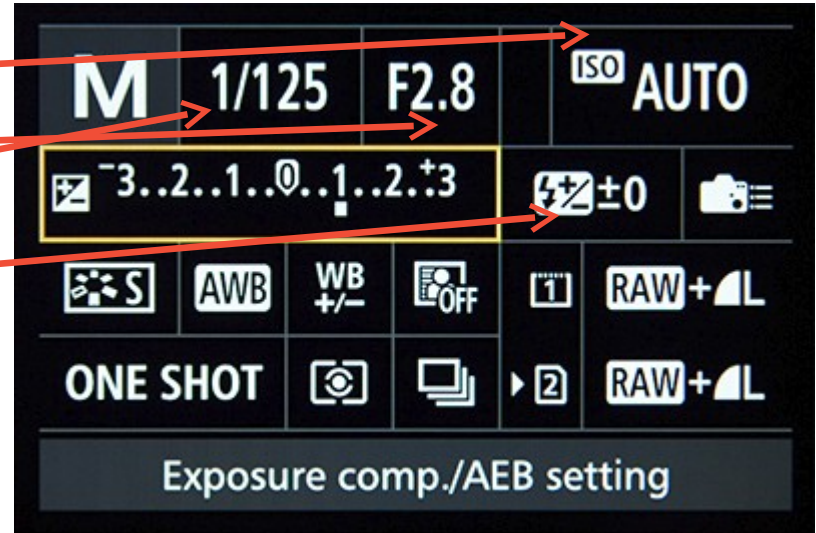 M 1/125 F2.8 ISO AUTO
-3..2..1..0..1..2..+3 ±0
S AWB WB +/- OFF 1 RAW+L
ONE SHOT 2 RAW+L
Exposure comp./AEB setting